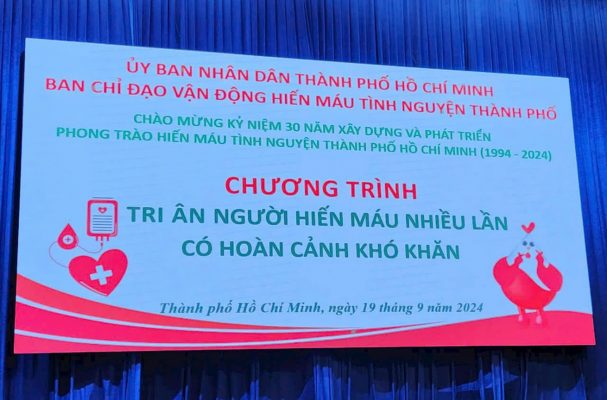 ỦY BAN NHÂN DÂN THÀNH PHỐ HỒ CHÍ MINH
BAN CHỈ ĐẠO VẬN ĐỘNG HIẾN MÁU TÌNH NGUYỆN THÀNH PHỐ
CHÀO MỪNG KỶ NIỆM 30 NĂM XÂY DỰNG VÀ PHÁT TRIỂN
PHONG TRÀO HIẾN MÁU TÌNH NGUYỆN THÀNH PHỐ HỒ CHÍ MINH (1994 - 2024)
CHƯƠNG TRÌNH
TRI ÂN NGƯỜI HIẾN MÁU NHIỀU LẦN
CÓ HOÀN CẢNH KHÓ KHĂN
Thành phố Hồ Chí Minh, ngày 19 tháng 9 năm 2024